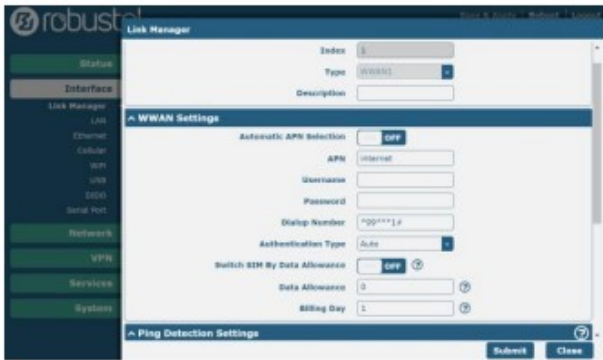 robustel
Save & Apply | Reboot | Logout
Link Manager
Index 1
Type WWAN1
Description
Status
Interface
Link Manager
LAN
Ethernet
Cellular
WiFi
USB
DIDO
Serial Port
Network
VPN
Services
System
^ WWAN Settings
Automatic APN Selection OFF
APN internet
Username
Password
Dialup Number *99***1#
Authentication Type Auto
Switch SIM By Data Allowance OFF ?
Data Allowance 0 ?
Billing Day 1 ?
^ Ping Detection Settings ?
Submit Close